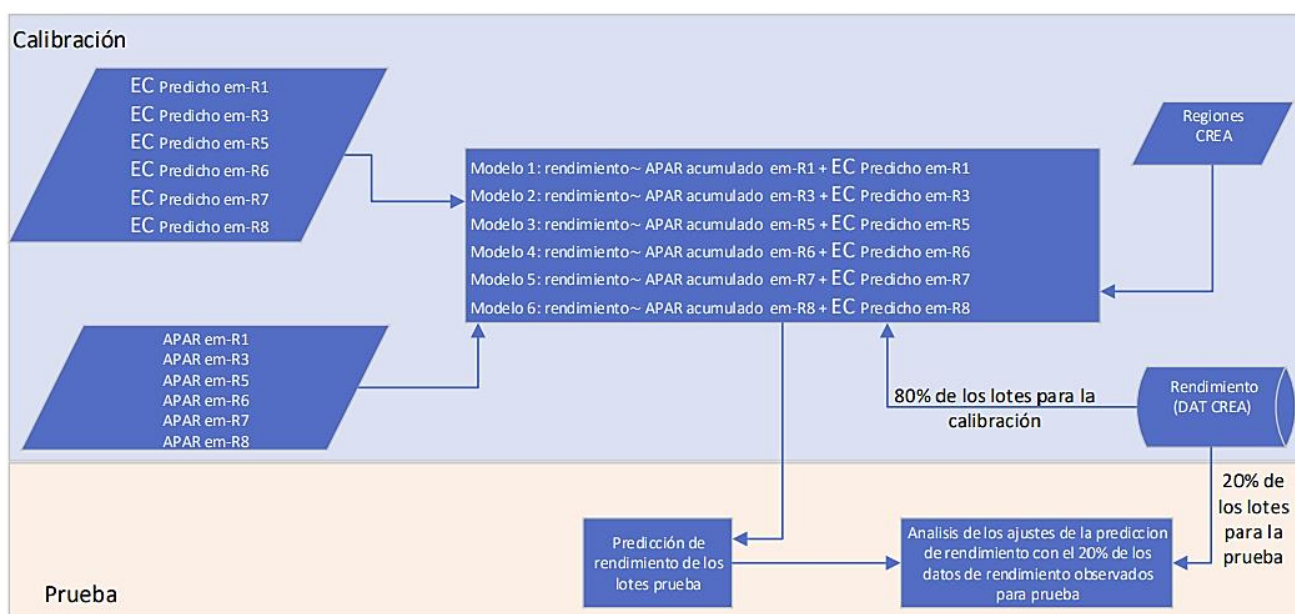 Calibración
EC Predicho em-R1
EC Predicho em-R3
EC Predicho em-R5
EC Predicho em-R6
EC Predicho em-R7
EC Predicho em-R8
Regiones
CREA
Modelo 1: rendimiento~ APAR acumulado em-R1 + EC Predicho em-R1
Modelo 2: rendimiento~ APAR acumulado em-R3 + EC Predicho em-R3
Modelo 3: rendimiento~ APAR acumulado em-R5 + EC Predicho em-R5
Modelo 4: rendimiento~ APAR acumulado em-R6 + EC Predicho em-R6
Modelo 5: rendimiento~ APAR acumulado em-R7 + EC Predicho em-R7
Modelo 6: rendimiento~ APAR acumulado em-R8 + EC Predicho em-R8
APAR em-R1
APAR em-R3
APAR em-R5
APAR em-R6
APAR em-R7
APAR em-R8
80% de los lotes para la
calibración
Rendimiento
(DAT CREA)
20% de
los lotes
para la
prueba
Predicción de
rendimiento de los
lotes prueba
Analisis de los ajustes de la prediccion
de rendimiento con el 20% de los
datos de rendimiento observados
para prueba
Prueba